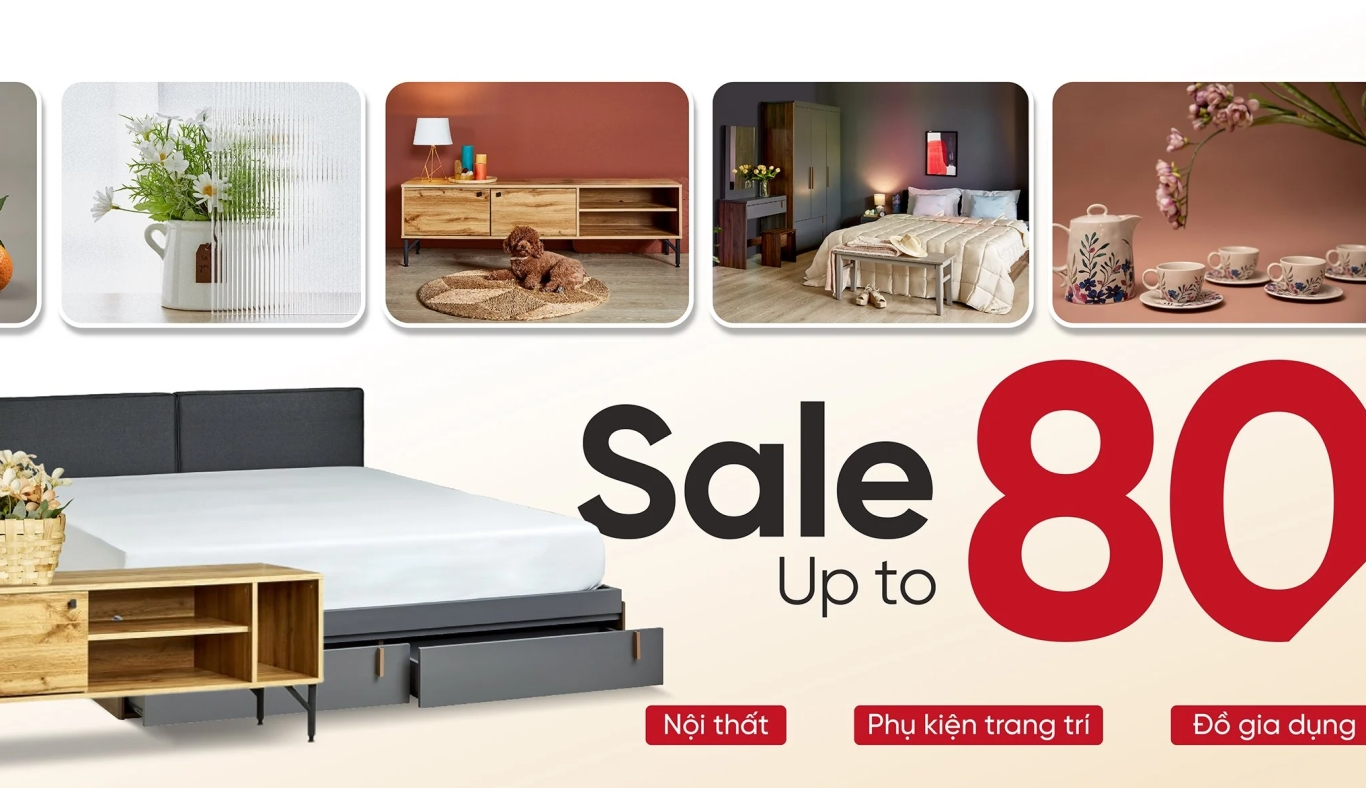 Sale
Up to
80
Nội thất
Phụ kiện trang trí
Đồ gia dụng